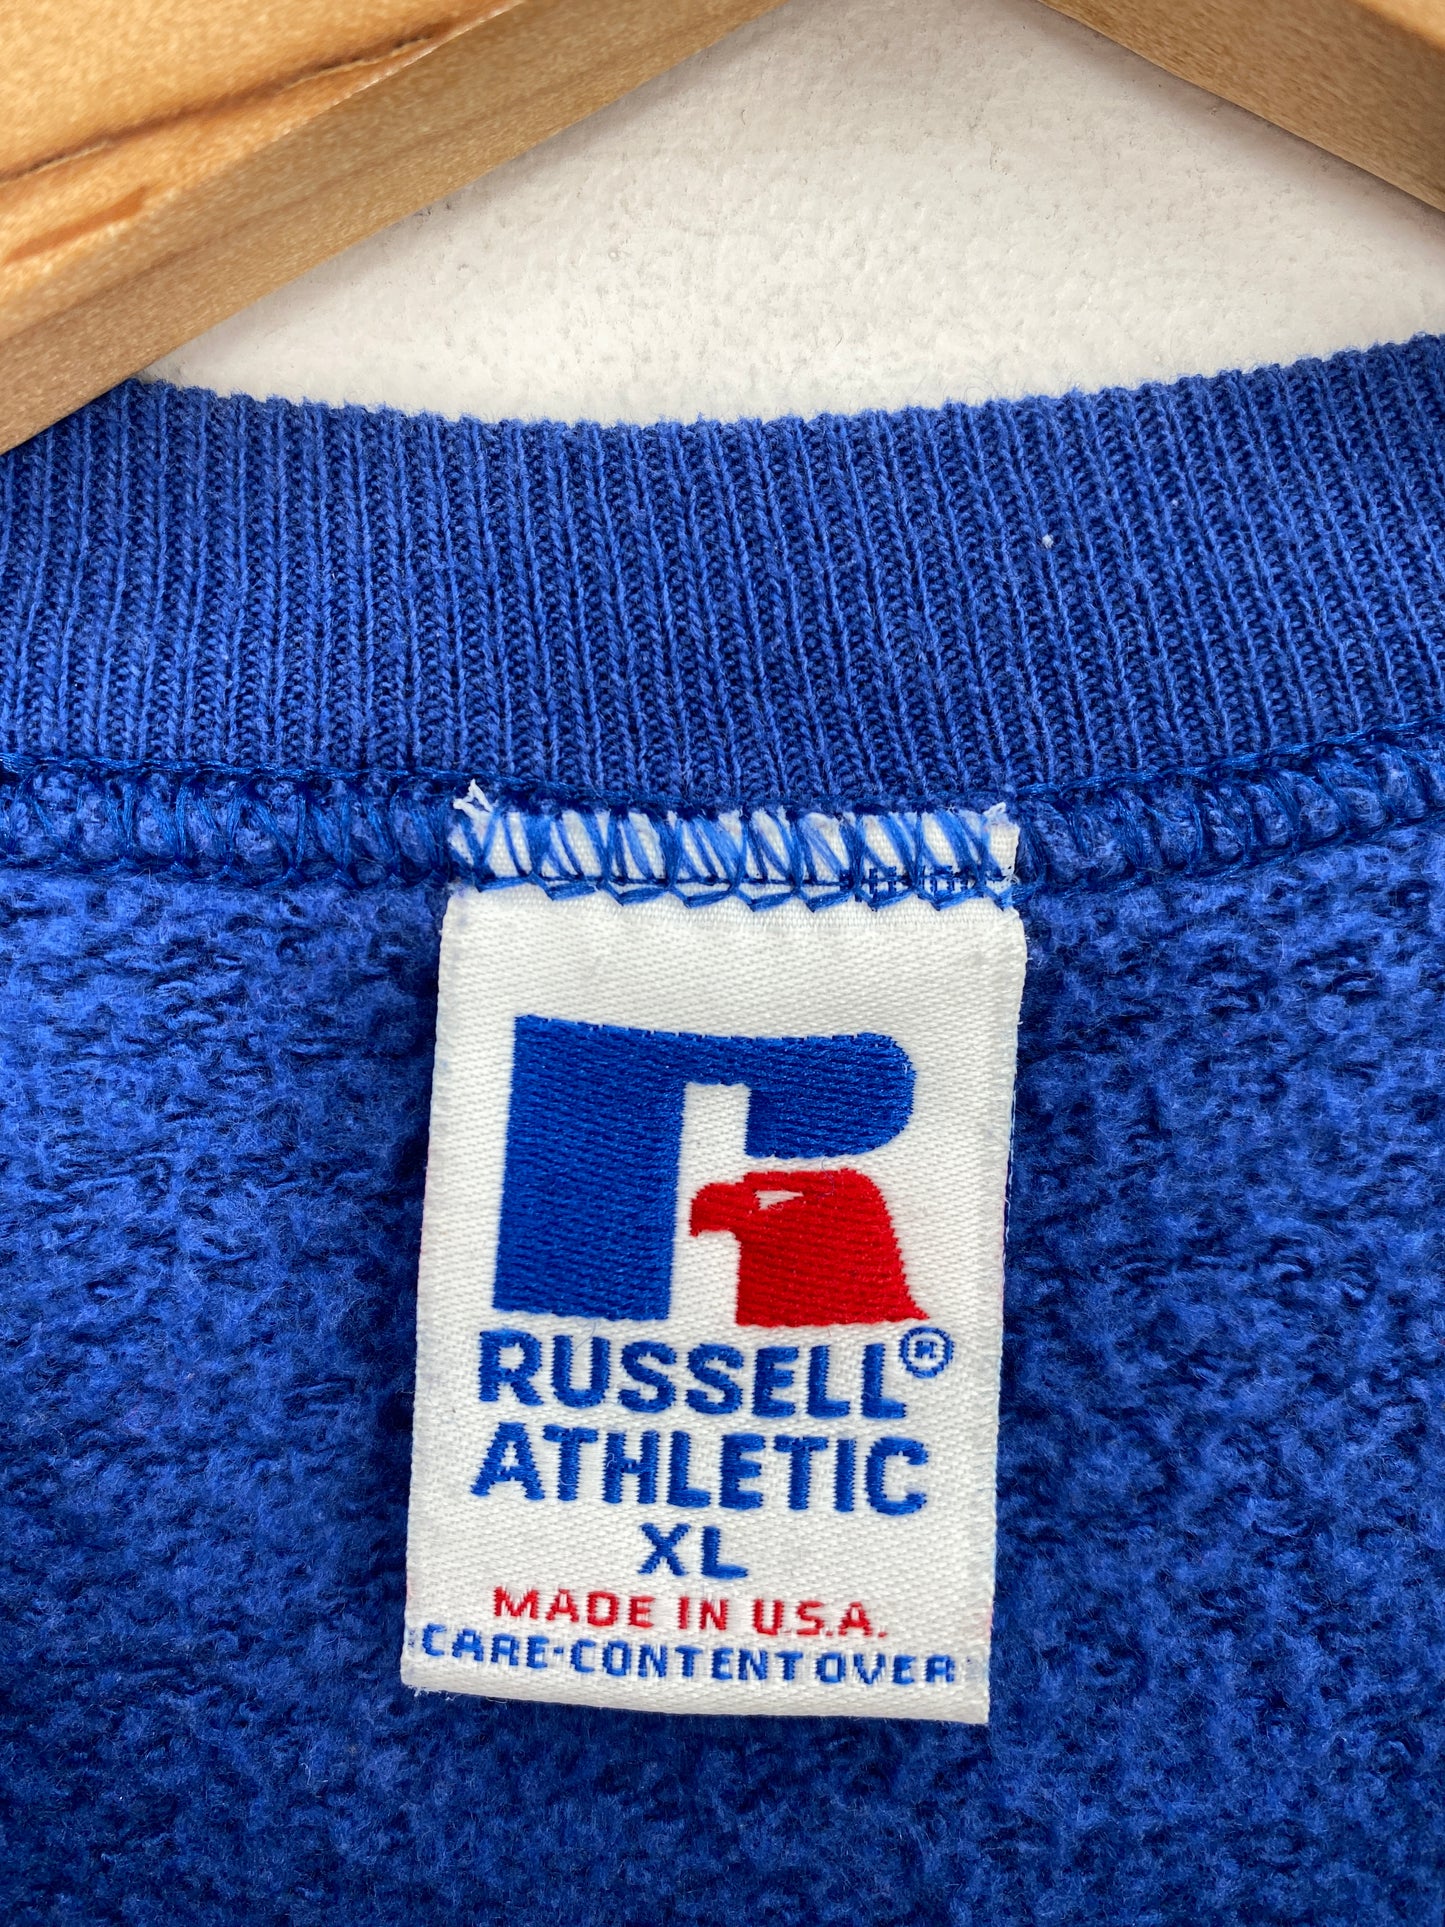 RUSSELL®
ATHLETIC
XL
MADE IN U.S.A.
CARE-CONTENT OVER